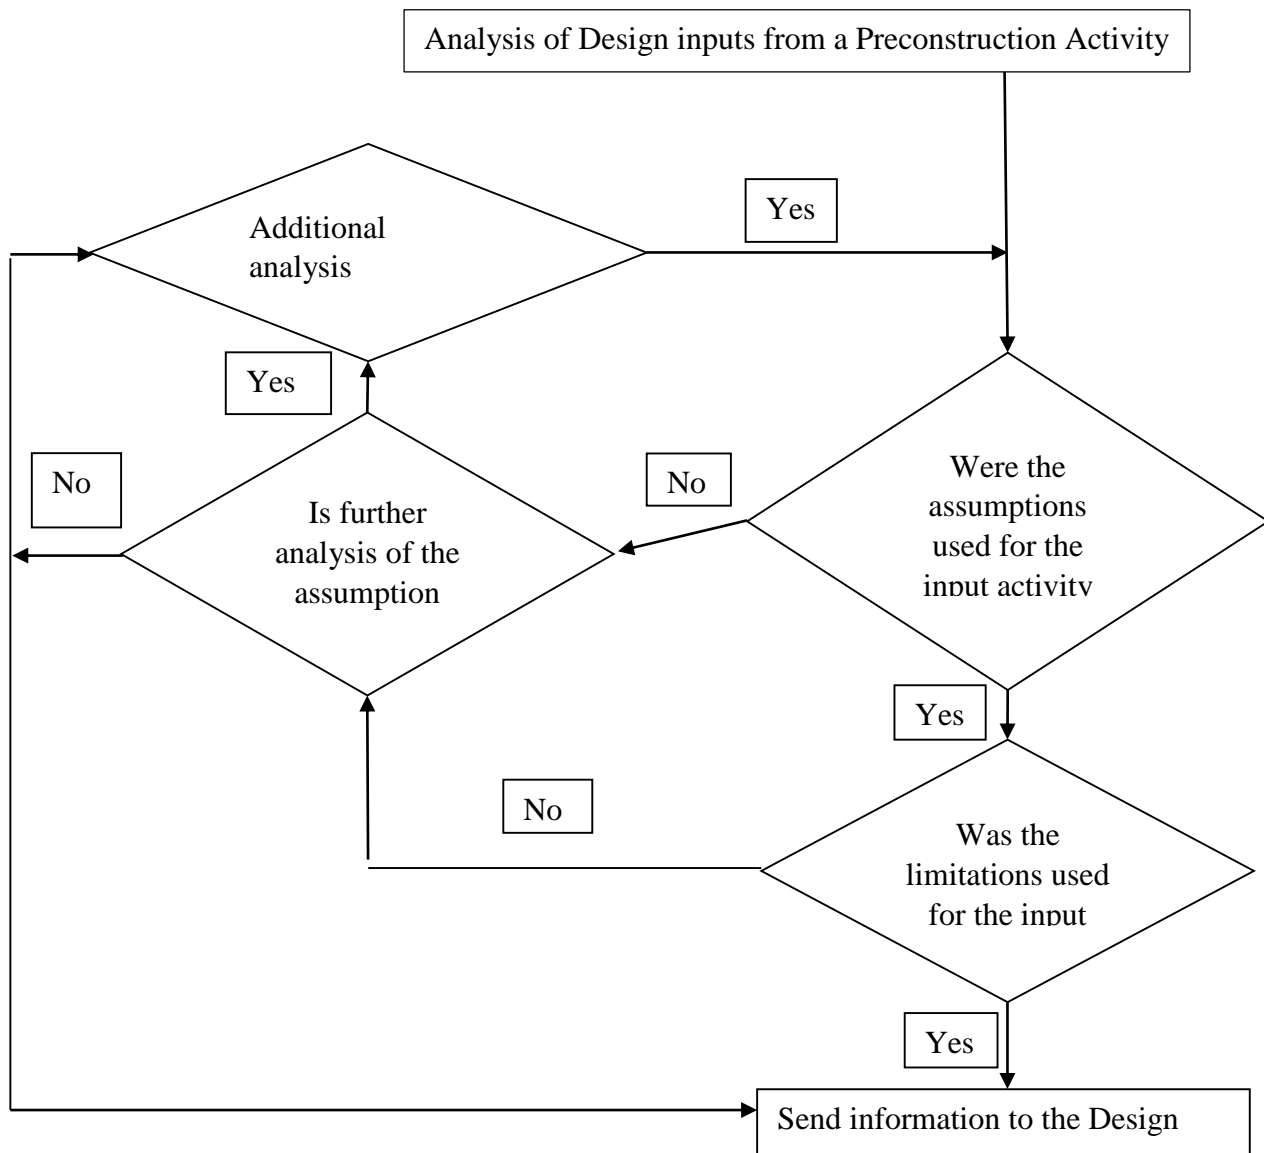 Analysis of Design inputs from a Preconstruction Activity
Additional
analysis
Yes
Yes
No
Is further
analysis of the
assumption
No
Were the
assumptions
used for the
input activity
Yes
No
Was the
limitations used
for the input
Yes
Send information to the Design